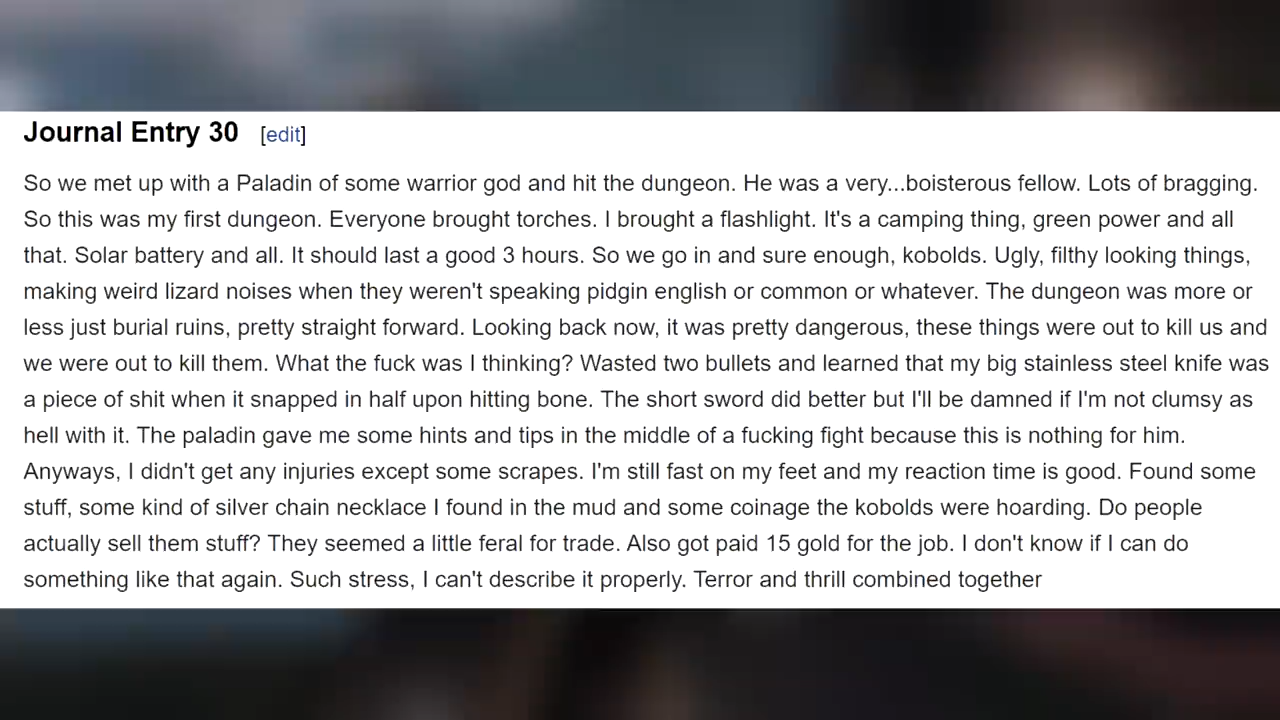 Journal Entry 30 [edit]
So we met up with a Paladin of some warrior god and hit the dungeon. He was a very...boisterous fellow. Lots of bragging.
So this was my first dungeon. Everyone brought torches. I brought a flashlight. It's a camping thing, green power and all
that. Solar battery and all. It should last a good 3 hours. So we go in and sure enough, kobolds. Ugly, filthy looking things,
making weird lizard noises when they weren't speaking pidgin english or common or whatever. The dungeon was more or
less just burial ruins, pretty straight forward. Looking back now, it was pretty dangerous, these things were out to kill us and
we were out to kill them. What the fuck was I thinking? Wasted two bullets and learned that my big stainless steel knife was
a piece of shit when it snapped in half upon hitting bone. The short sword did better but I'll be damned if I'm not clumsy as
hell with it. The paladin gave me some hints and tips in the middle of a fucking fight because this is nothing for him.
Anyways, I didn't get any injuries except some scrapes. I'm still fast on my feet and my reaction time is good. Found some
stuff, some kind of silver chain necklace I found in the mud and some coinage the kobolds were hoarding. Do people
actually sell them stuff? They seemed a little feral for trade. Also got paid 15 gold for the job. I don't know if I can do
something like that again. Such stress, I can't describe it properly. Terror and thrill combined together